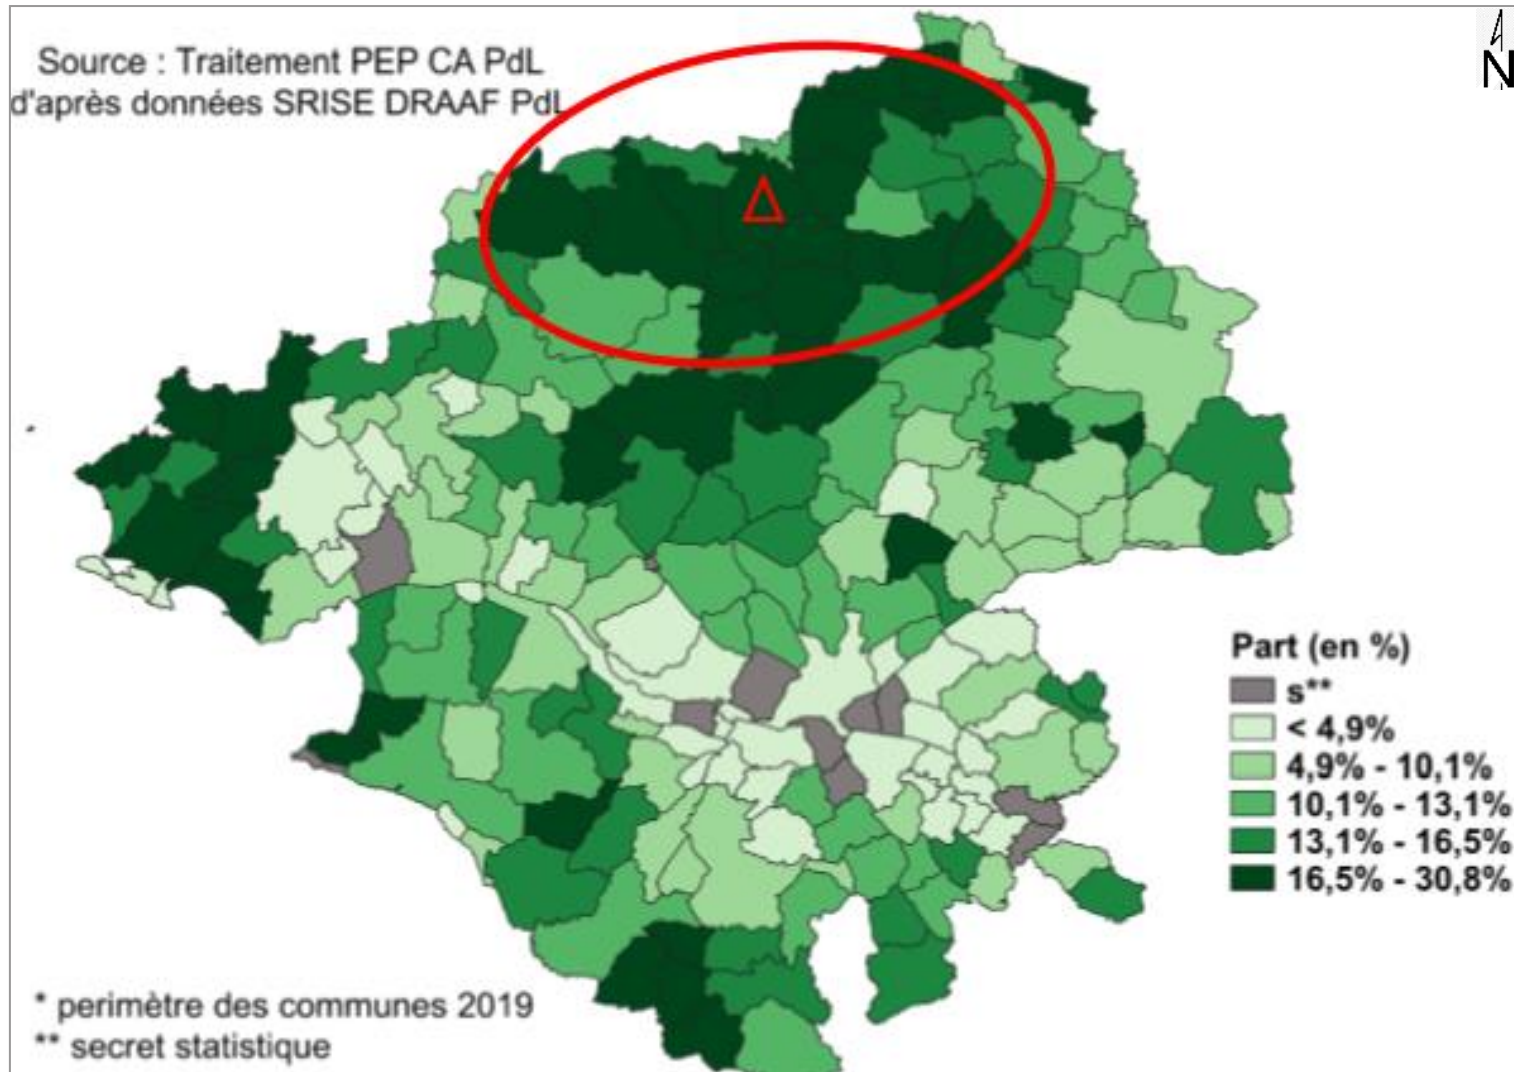 N
Source : Traitement PEP CA PdL
d'après données SRISE DRAAF PdL
Part (en %)
s**
< 4,9%
4,9% - 10,1%
10,1% - 13,1%
13,1% - 16,5%
16,5% - 30,8%
* perimètre des communes 2019
** secret statistique